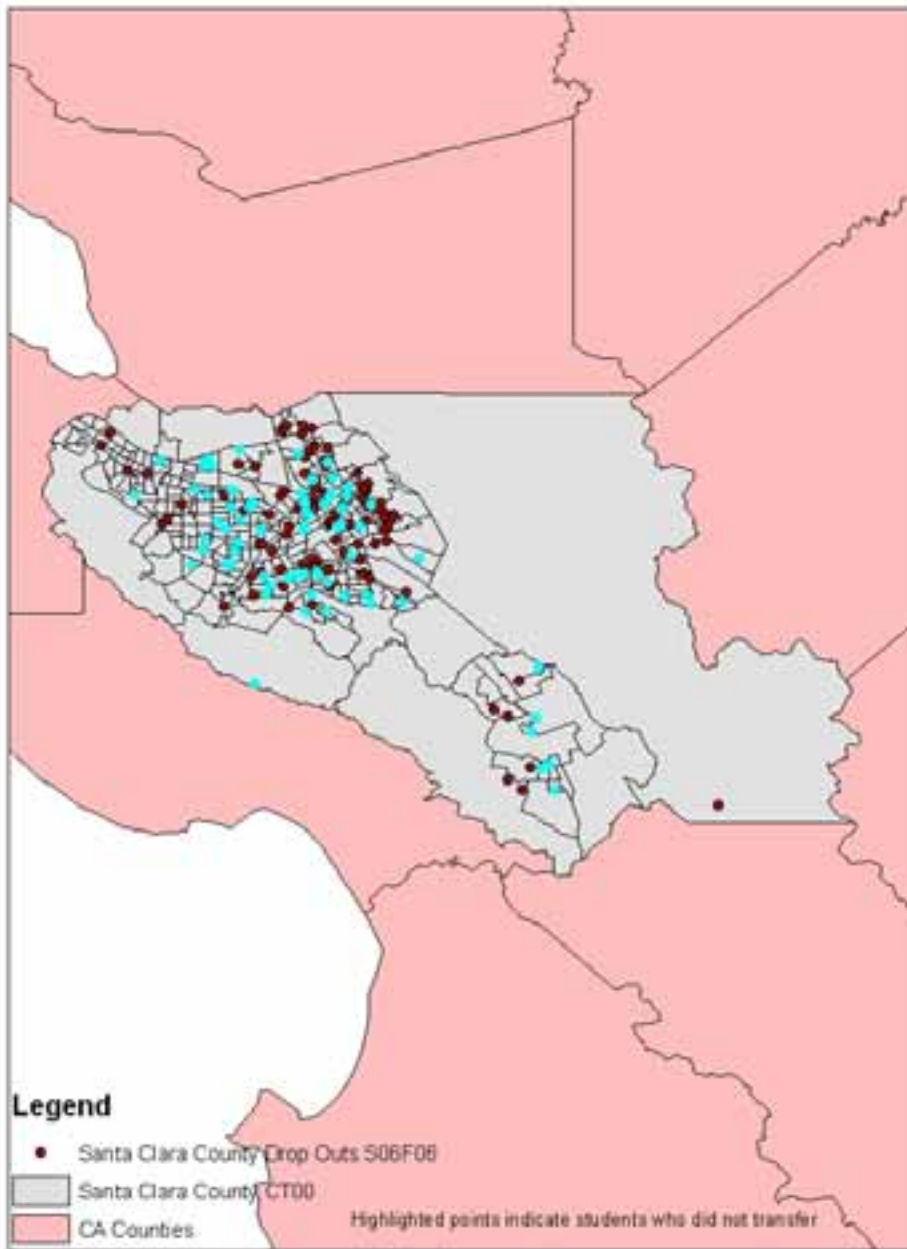 Legend
Santa Clara County Drop Outs S06F06
Santa Clara County CT00
CA Counties
Highlighted points indicate students who did not transfer